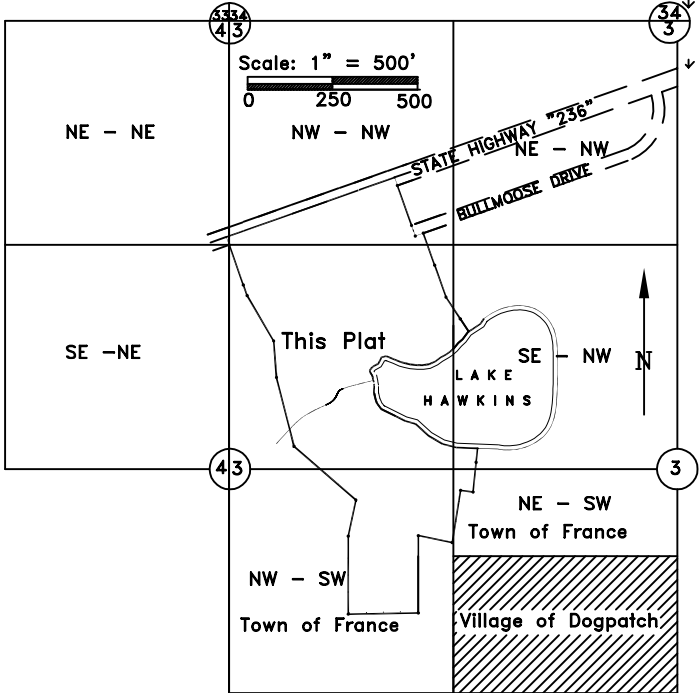 33 34
4 3
34
3
Scale: 1" = 500'
0 250 500
NE - NE
NW - NW
STATE HIGHWAY "236"
NE - NW
BULLMOOSE DRIVE
SE -NE
This Plat
SE - NW
N
LAKE
HAWKINS
4 3
3
NE - SW
Town of France
NW - SW
Town of France
Village of Dogpatch